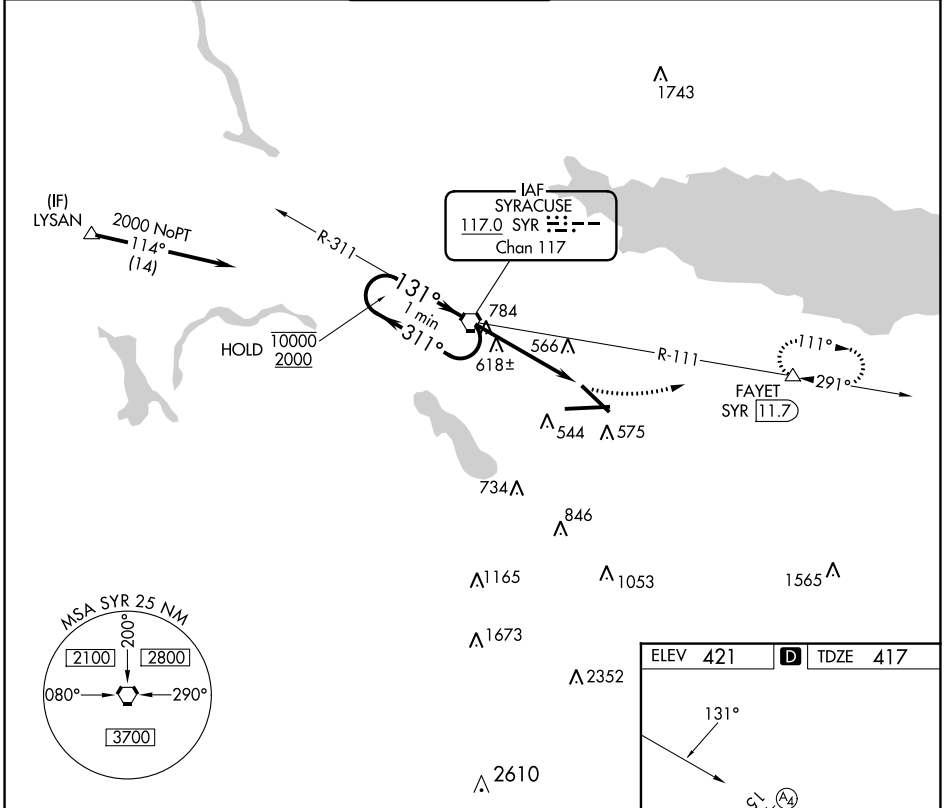 1743
(IF)
LYSAN
2000 NoPT
114°
(14)
IAF
SYRACUSE
117.0 SYR
Chan 117
R-311
131°
1 min
311°
HOLD 10000
2000
784
618±
566
R-111
111°
291°
FAYET
SYR 11.7
544
575
734
846
1165
1053
1565
1673
2352
2610
MSA SYR 25 NM
200°
2100
2800
080°
290°
3700
ELEV 421 D TDZE 417
131°
15
A4